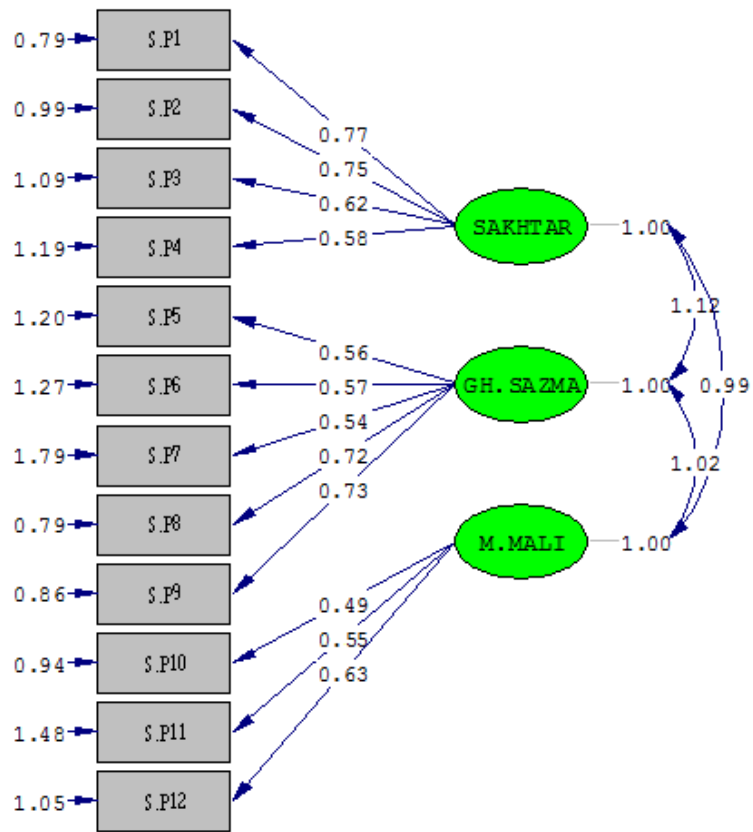 0.79 S.P1
0.77
0.99 S.P2
0.75
1.09 S.P3
0.62
SAKHTAR 1.00
1.19 S.P4
0.58
1.12
1.20 S.P5
0.56
1.27 S.P6
0.57
GH.SAZMA 1.00
0.99
0.54
1.79 S.P7
0.72
1.02
0.73
0.79 S.P8
M.MALI 1.00
0.86 S.P9
0.49
0.55
0.94 S.P10
0.63
1.48 S.P11
1.05 S.P12